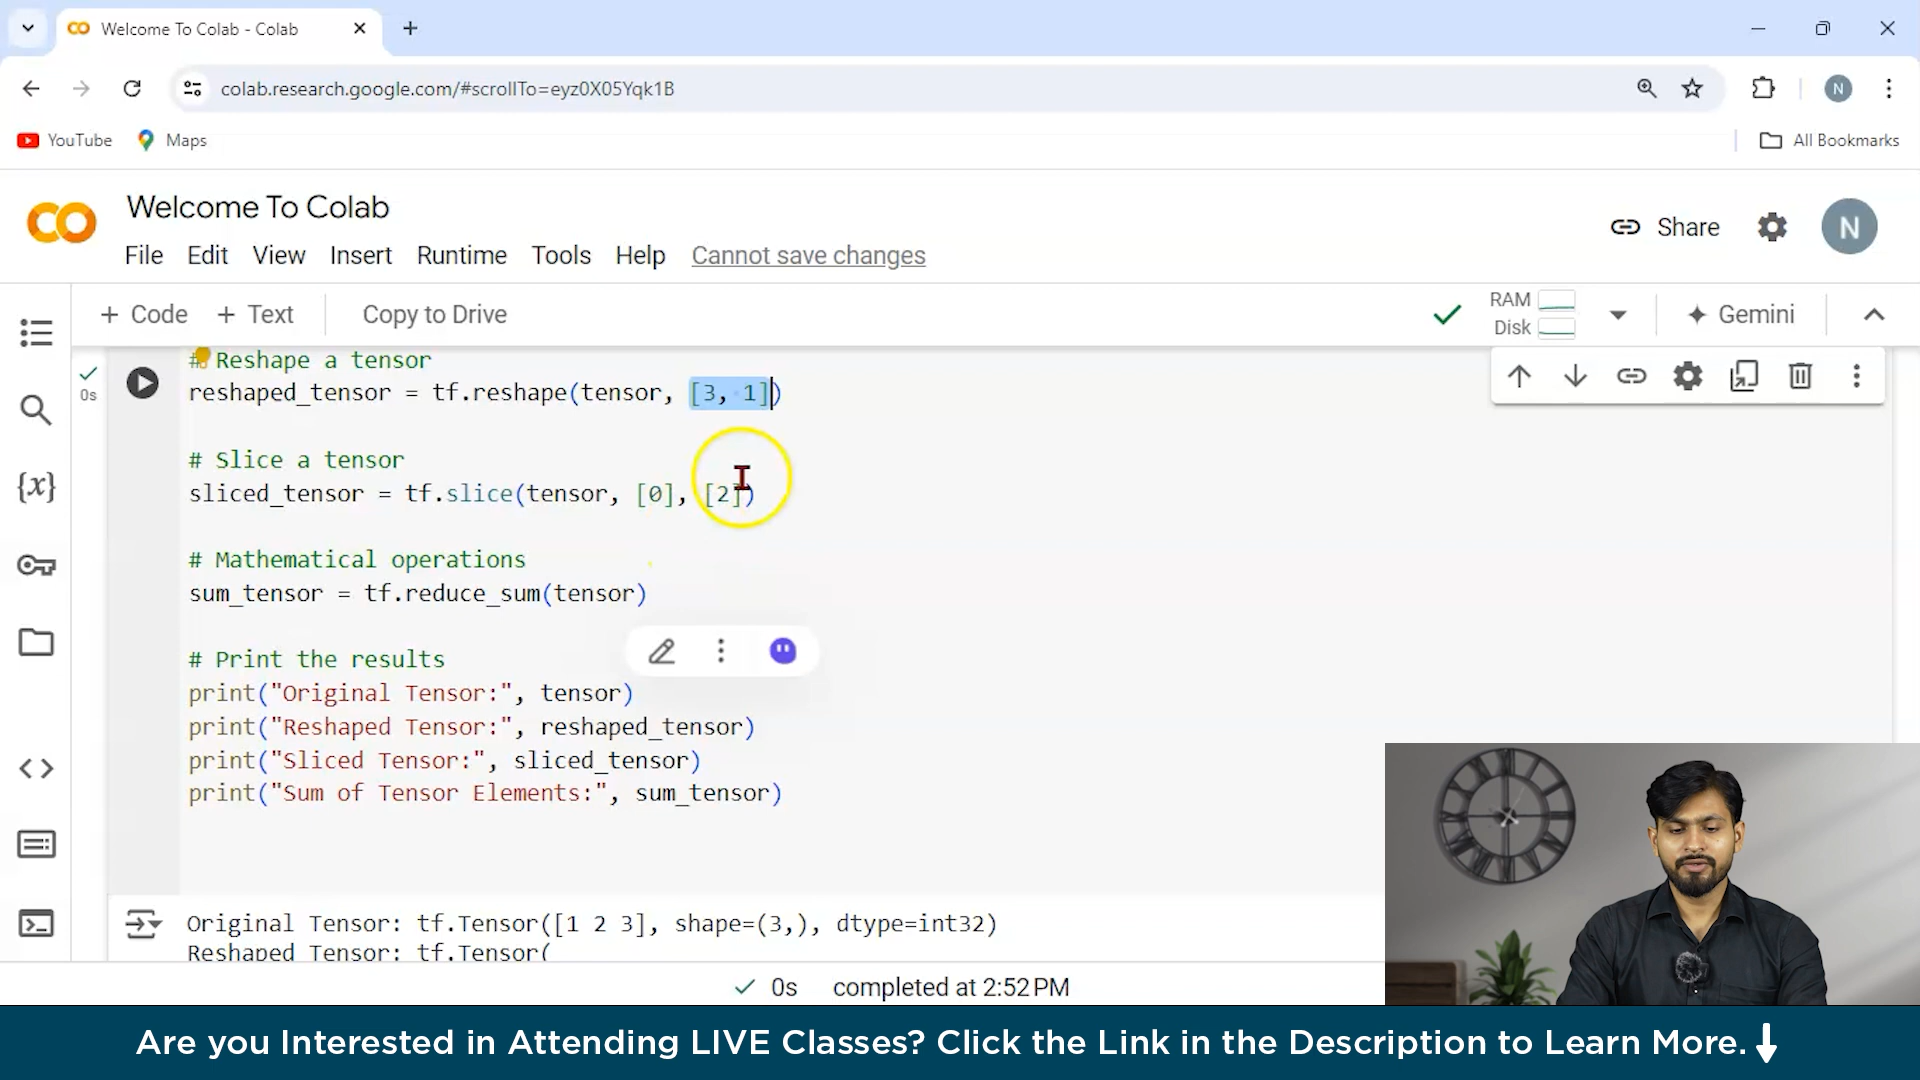 Welcome To Colab - Colab
colab.research.google.com/#scrollTo=eyz0X05Yqk1B
N
YouTube
Maps
All Bookmarks
Welcome To Colab
Share
N
File Edit View Insert Runtime Tools Help Cannot save changes
+ Code + Text Copy to Drive
RAM
Disk
Gemini
# Reshape a tensor
0s
reshaped_tensor = tf.reshape(tensor, [3, 1])
# Slice a tensor
sliced_tensor = tf.slice(tensor, [0], [2])
{x}
# Mathematical operations
sum_tensor = tf.reduce_sum(tensor)
# Print the results
print("Original Tensor:", tensor)
print("Reshaped Tensor:", reshaped_tensor)
print("Sliced Tensor:", sliced_tensor)
print("Sum of Tensor Elements:", sum_tensor)
Original Tensor: tf.Tensor([1 2 3], shape=(3,), dtype=int32)
Reshaped Tensor: tf.Tensor(
0s completed at 2:52 PM
Are you Interested in Attending LIVE Classes? Click the Link in the Description to Learn More.